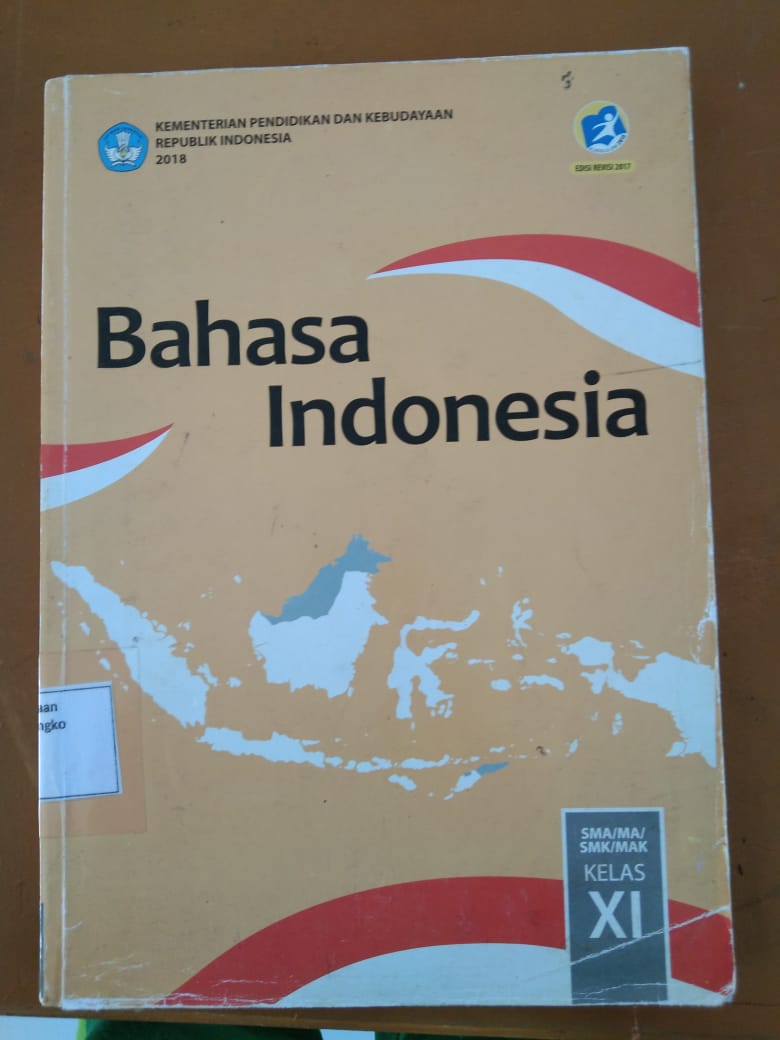 KEMENTERIAN PENDIDIKAN DAN KEBUDAYAAN
REPUBLIK INDONESIA
2018
EDISI REVISI 2017
Bahasa
Indonesia
aan
ngko
SMA/MA/
SMK/MAK
KELAS
XI